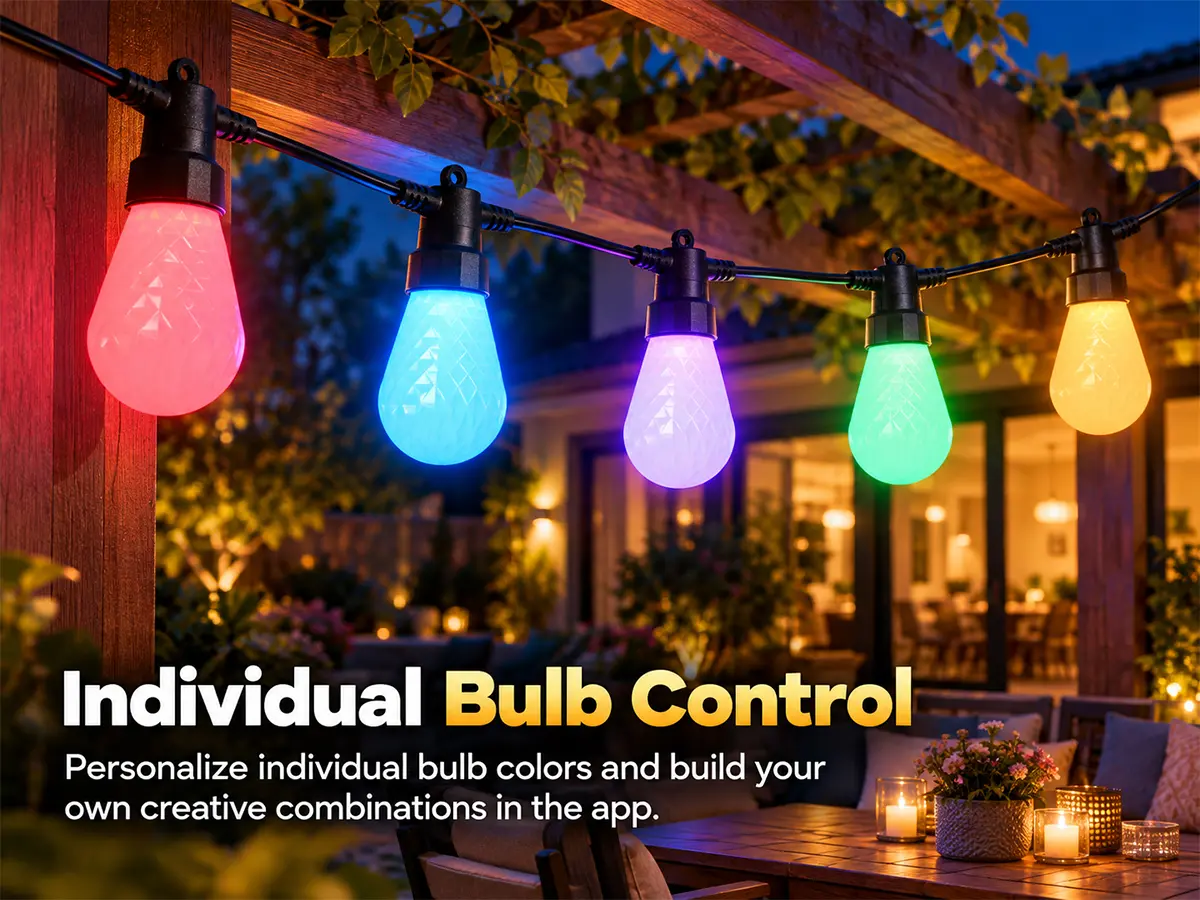 Individual Bulb Control
Personalize individual bulb colors and build your
own creative combinations in the app.